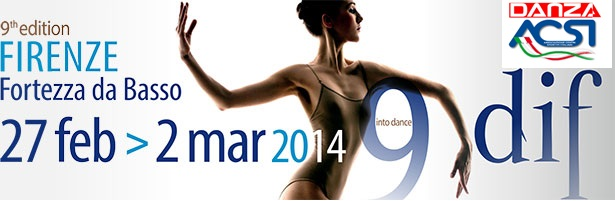 9th edition
FIRENZE
Fortezza da Basso
27 feb > 2 mar 2014
into dance
9 dif
DANZA
ACSI